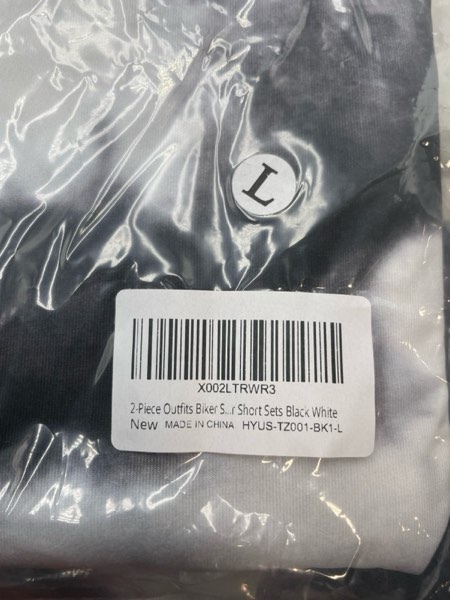 L
X002LTRWR3
2-Piece Outfits Biker S...r Short Sets Black White
New MADE IN CHINA HYUS-TZ001-BK1-L